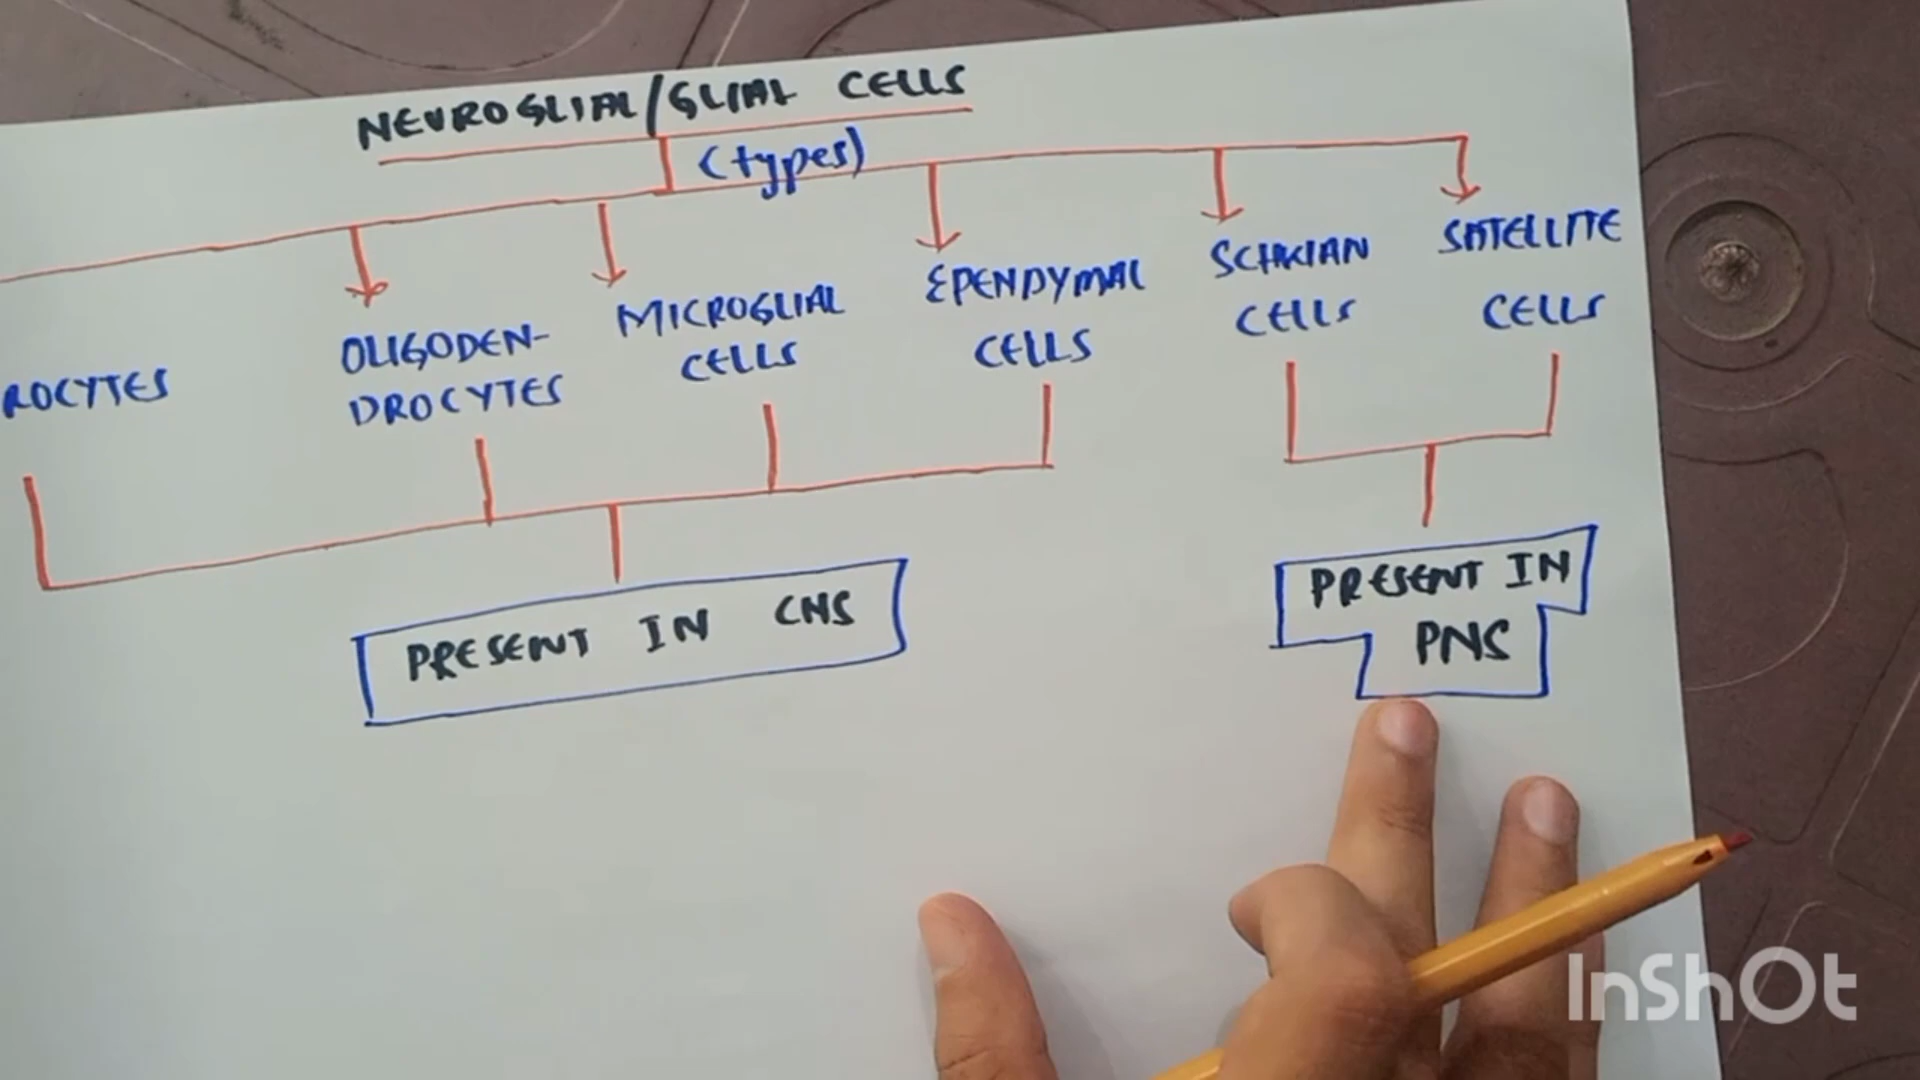 NEUROGLIAL/GLIAL CELLS
(types)
ROCYTES
OLIGODEN-
DROCYTES
MICROGLIAL
CELLS
EPENDYMAL
CELLS
SCHWAN
CELLS
SATELLITE
CELLS
PRESENT IN CNS
PRESENT IN
PNS
InShOt